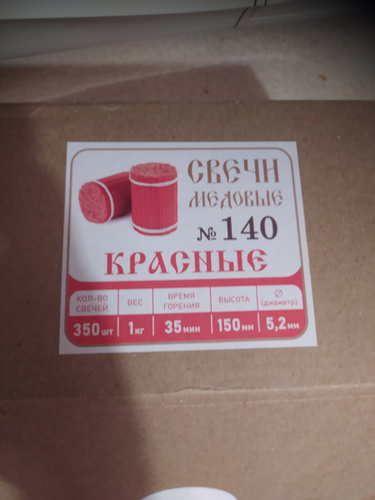 СВЕЧИ
МЕДОВЫЕ
№ 140
КРАСНЫЕ
КОЛ-ВО СВЕЧЕЙ ВЕС ВРЕМЯ ГОРЕНИЯ ВЫСОТА ∅ (диаметр)
350 шт 1 кг 35 мин 150 мм 5,2 мм